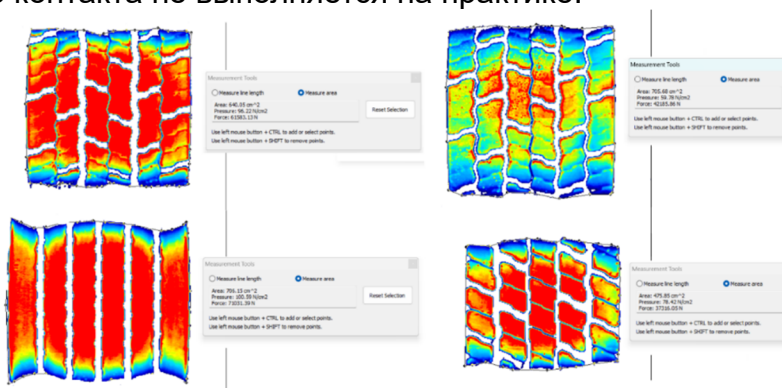 контакта не выполняется на практике.
Measurement Tools
Measure line length Measure area
Area: 640.05 cm^2
Pressure: 96.22 N/cm2
Force: 61583.13 N
Reset Selection
Use left mouse button + CTRL to add or select points.
Use left mouse button + SHIFT to remove points.
Measurement Tools
Measure line length Measure area
Area: 705.68 cm^2
Pressure: 59.78 N/cm2
Force: 42185.86 N
Use left mouse button + CTRL to add or select points.
Use left mouse button + SHIFT to remove points.
Measurement Tools
Measure line length Measure area
Area: 706.15 cm^2
Pressure: 100.59 N/cm2
Force: 71031.39 N
Reset Selection
Use left mouse button + CTRL to add or select points.
Use left mouse button + SHIFT to remove points.
Measurement Tools
Measure line length Measure area
Area: 475.85 cm^2
Pressure: 78.42 N/cm2
Force: 37316.03 N
Use left mouse button + CTRL to add or select points.
Use left mouse button + SHIFT to remove points.